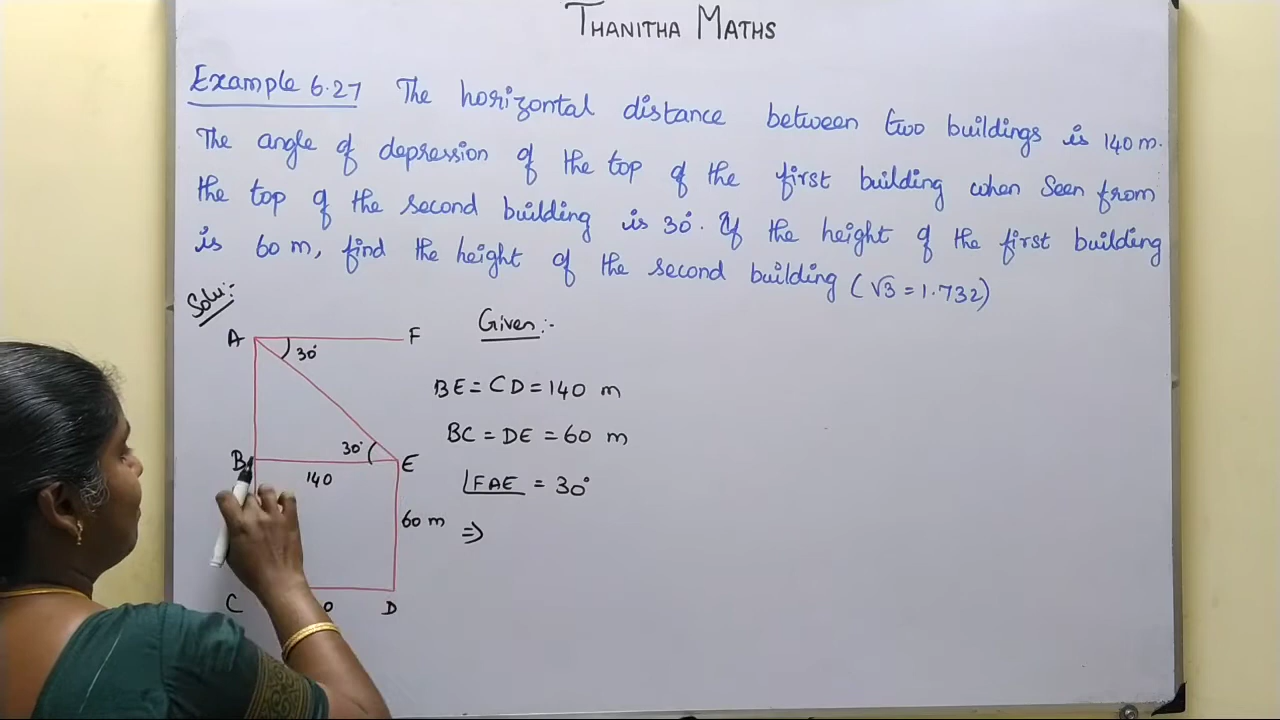 THANITHA MATHS
Example 6.27 The horizontal distance between two buildings is 140 m.
The angle of depression of the top of the first building when seen from
the top of the second building is 30°. If the height of the first building
is 60 m, find the height of the second building (√3 = 1.732)
Solu:-
Given:-
A
F
30°
BE = CD = 140 m
BC = DE = 60 m
30°
B
E
140
∠FAE = 30°
60 m
⇒
C
D